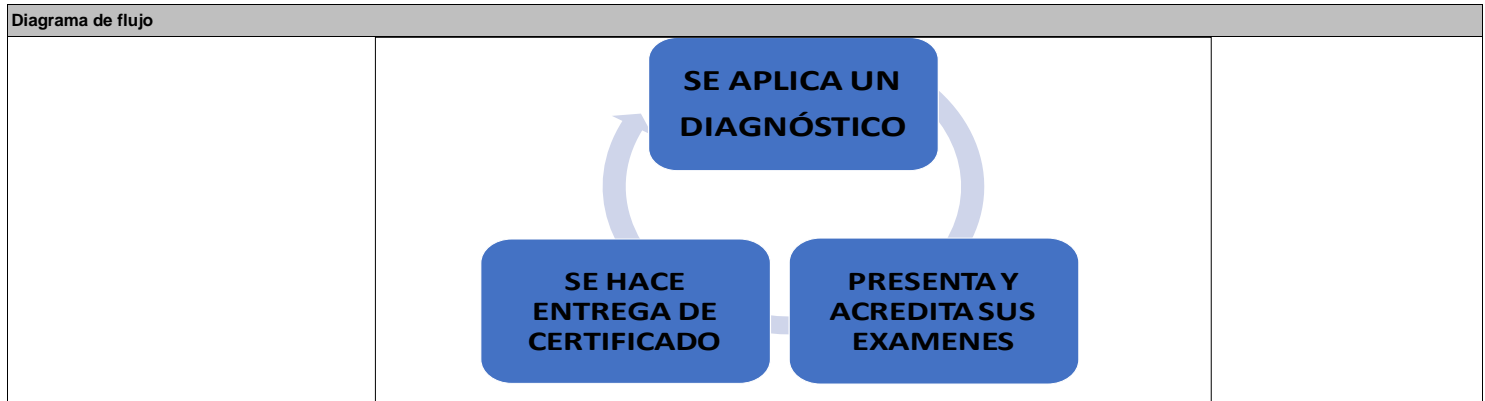 Diagrama de flujo
SE APLICA UN
DIAGNÓSTICO
PRESENTA Y
ACREDITA SUS
EXAMENES
SE HACE
ENTREGA DE
CERTIFICADO